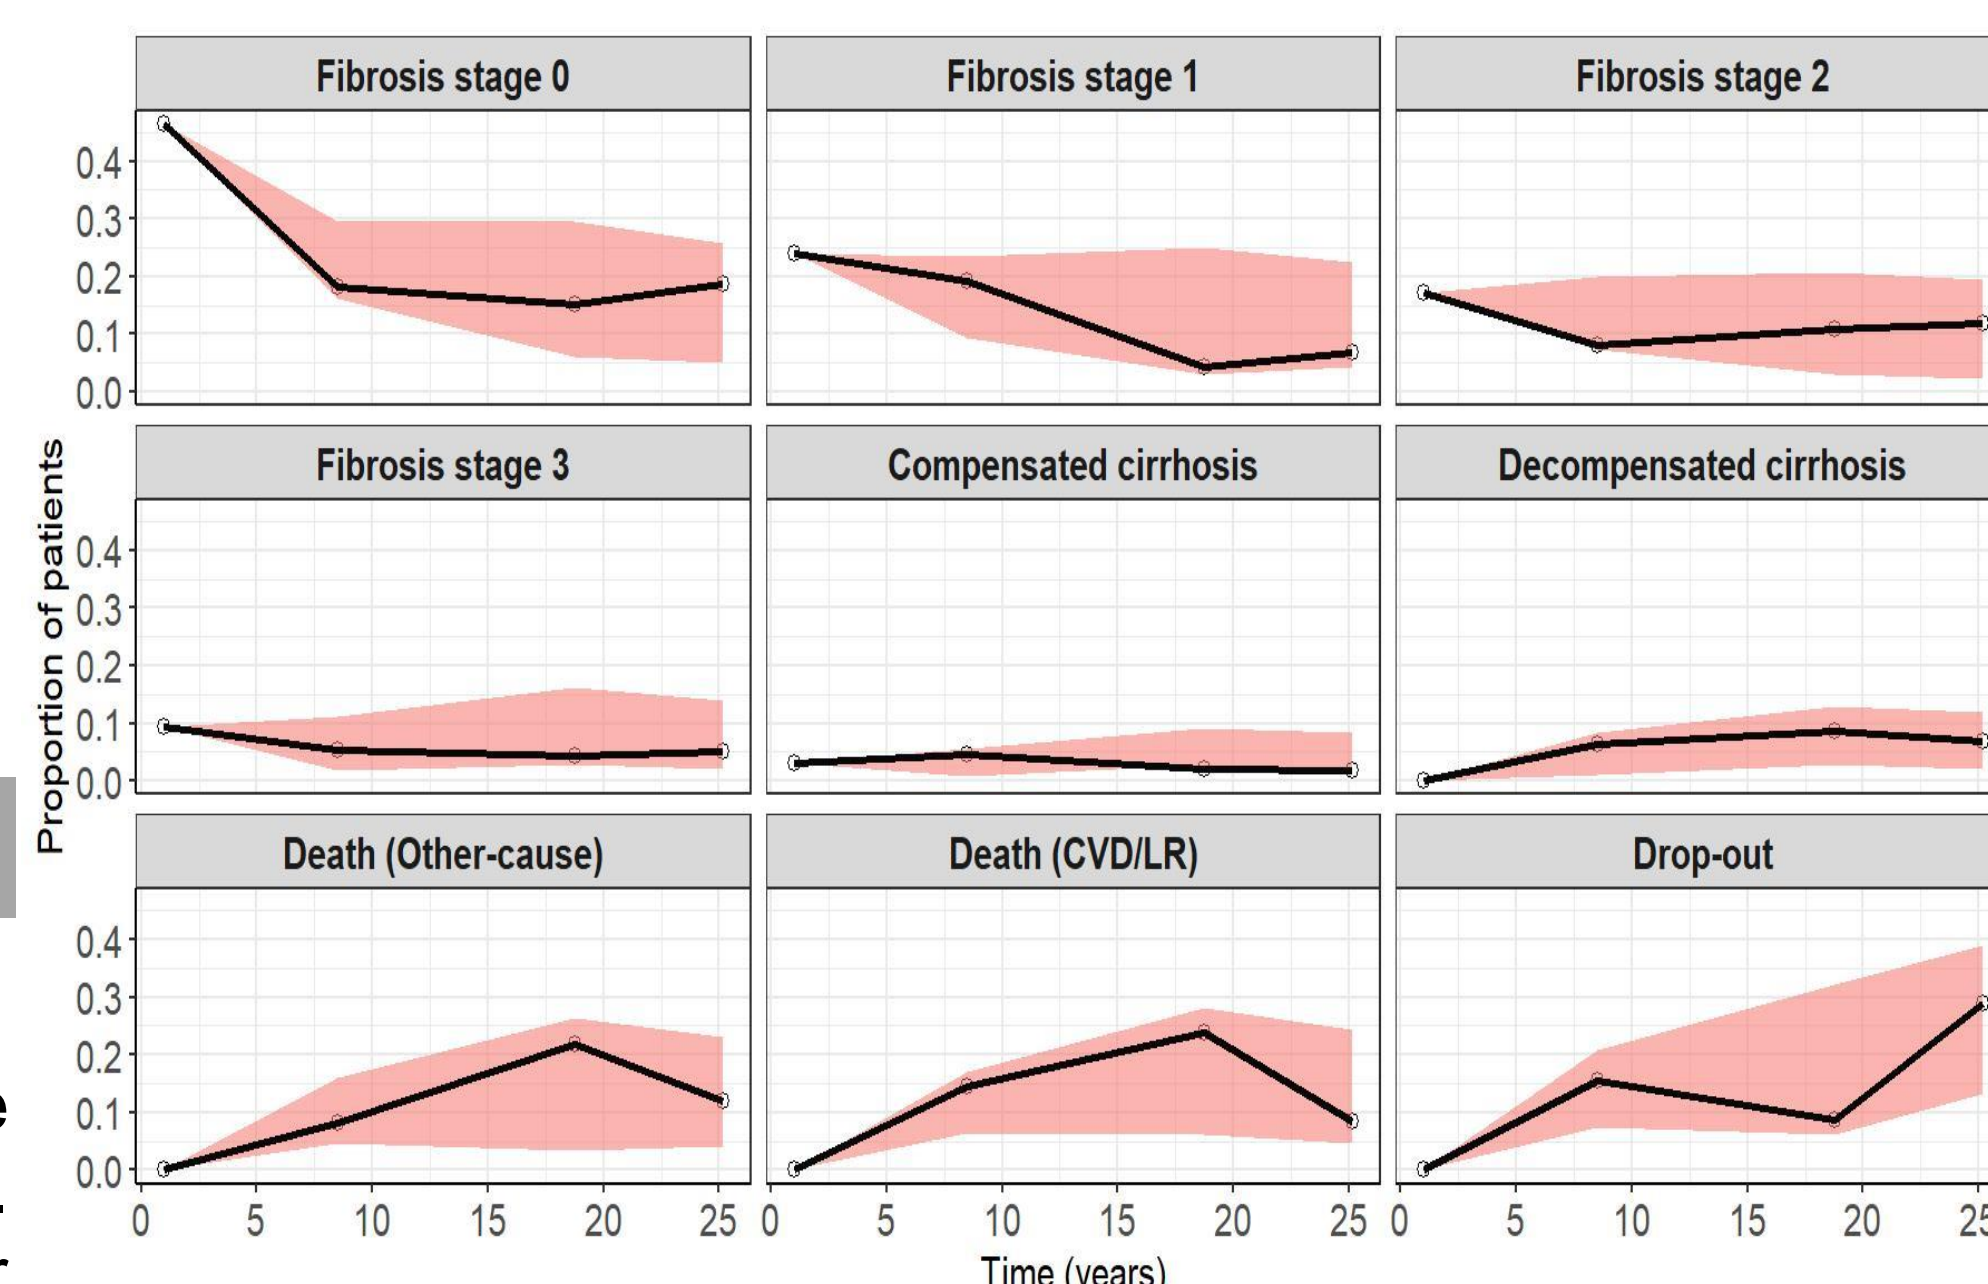 Fibrosis stage 0 Fibrosis stage 1 Fibrosis stage 2
0.4
0.3
0.2
0.1
0.0
Proportion of patients
Fibrosis stage 3 Compensated cirrhosis Decompensated cirrhosis
0.4
0.3
0.2
0.1
0.0
Death (Other-cause) Death (CVD/LR) Drop-out
0.4
0.3
0.2
0.1
0.0
0 5 10 15 20 25 0 5 10 15 20 25 0 5 10 15 20 25
Time (years)